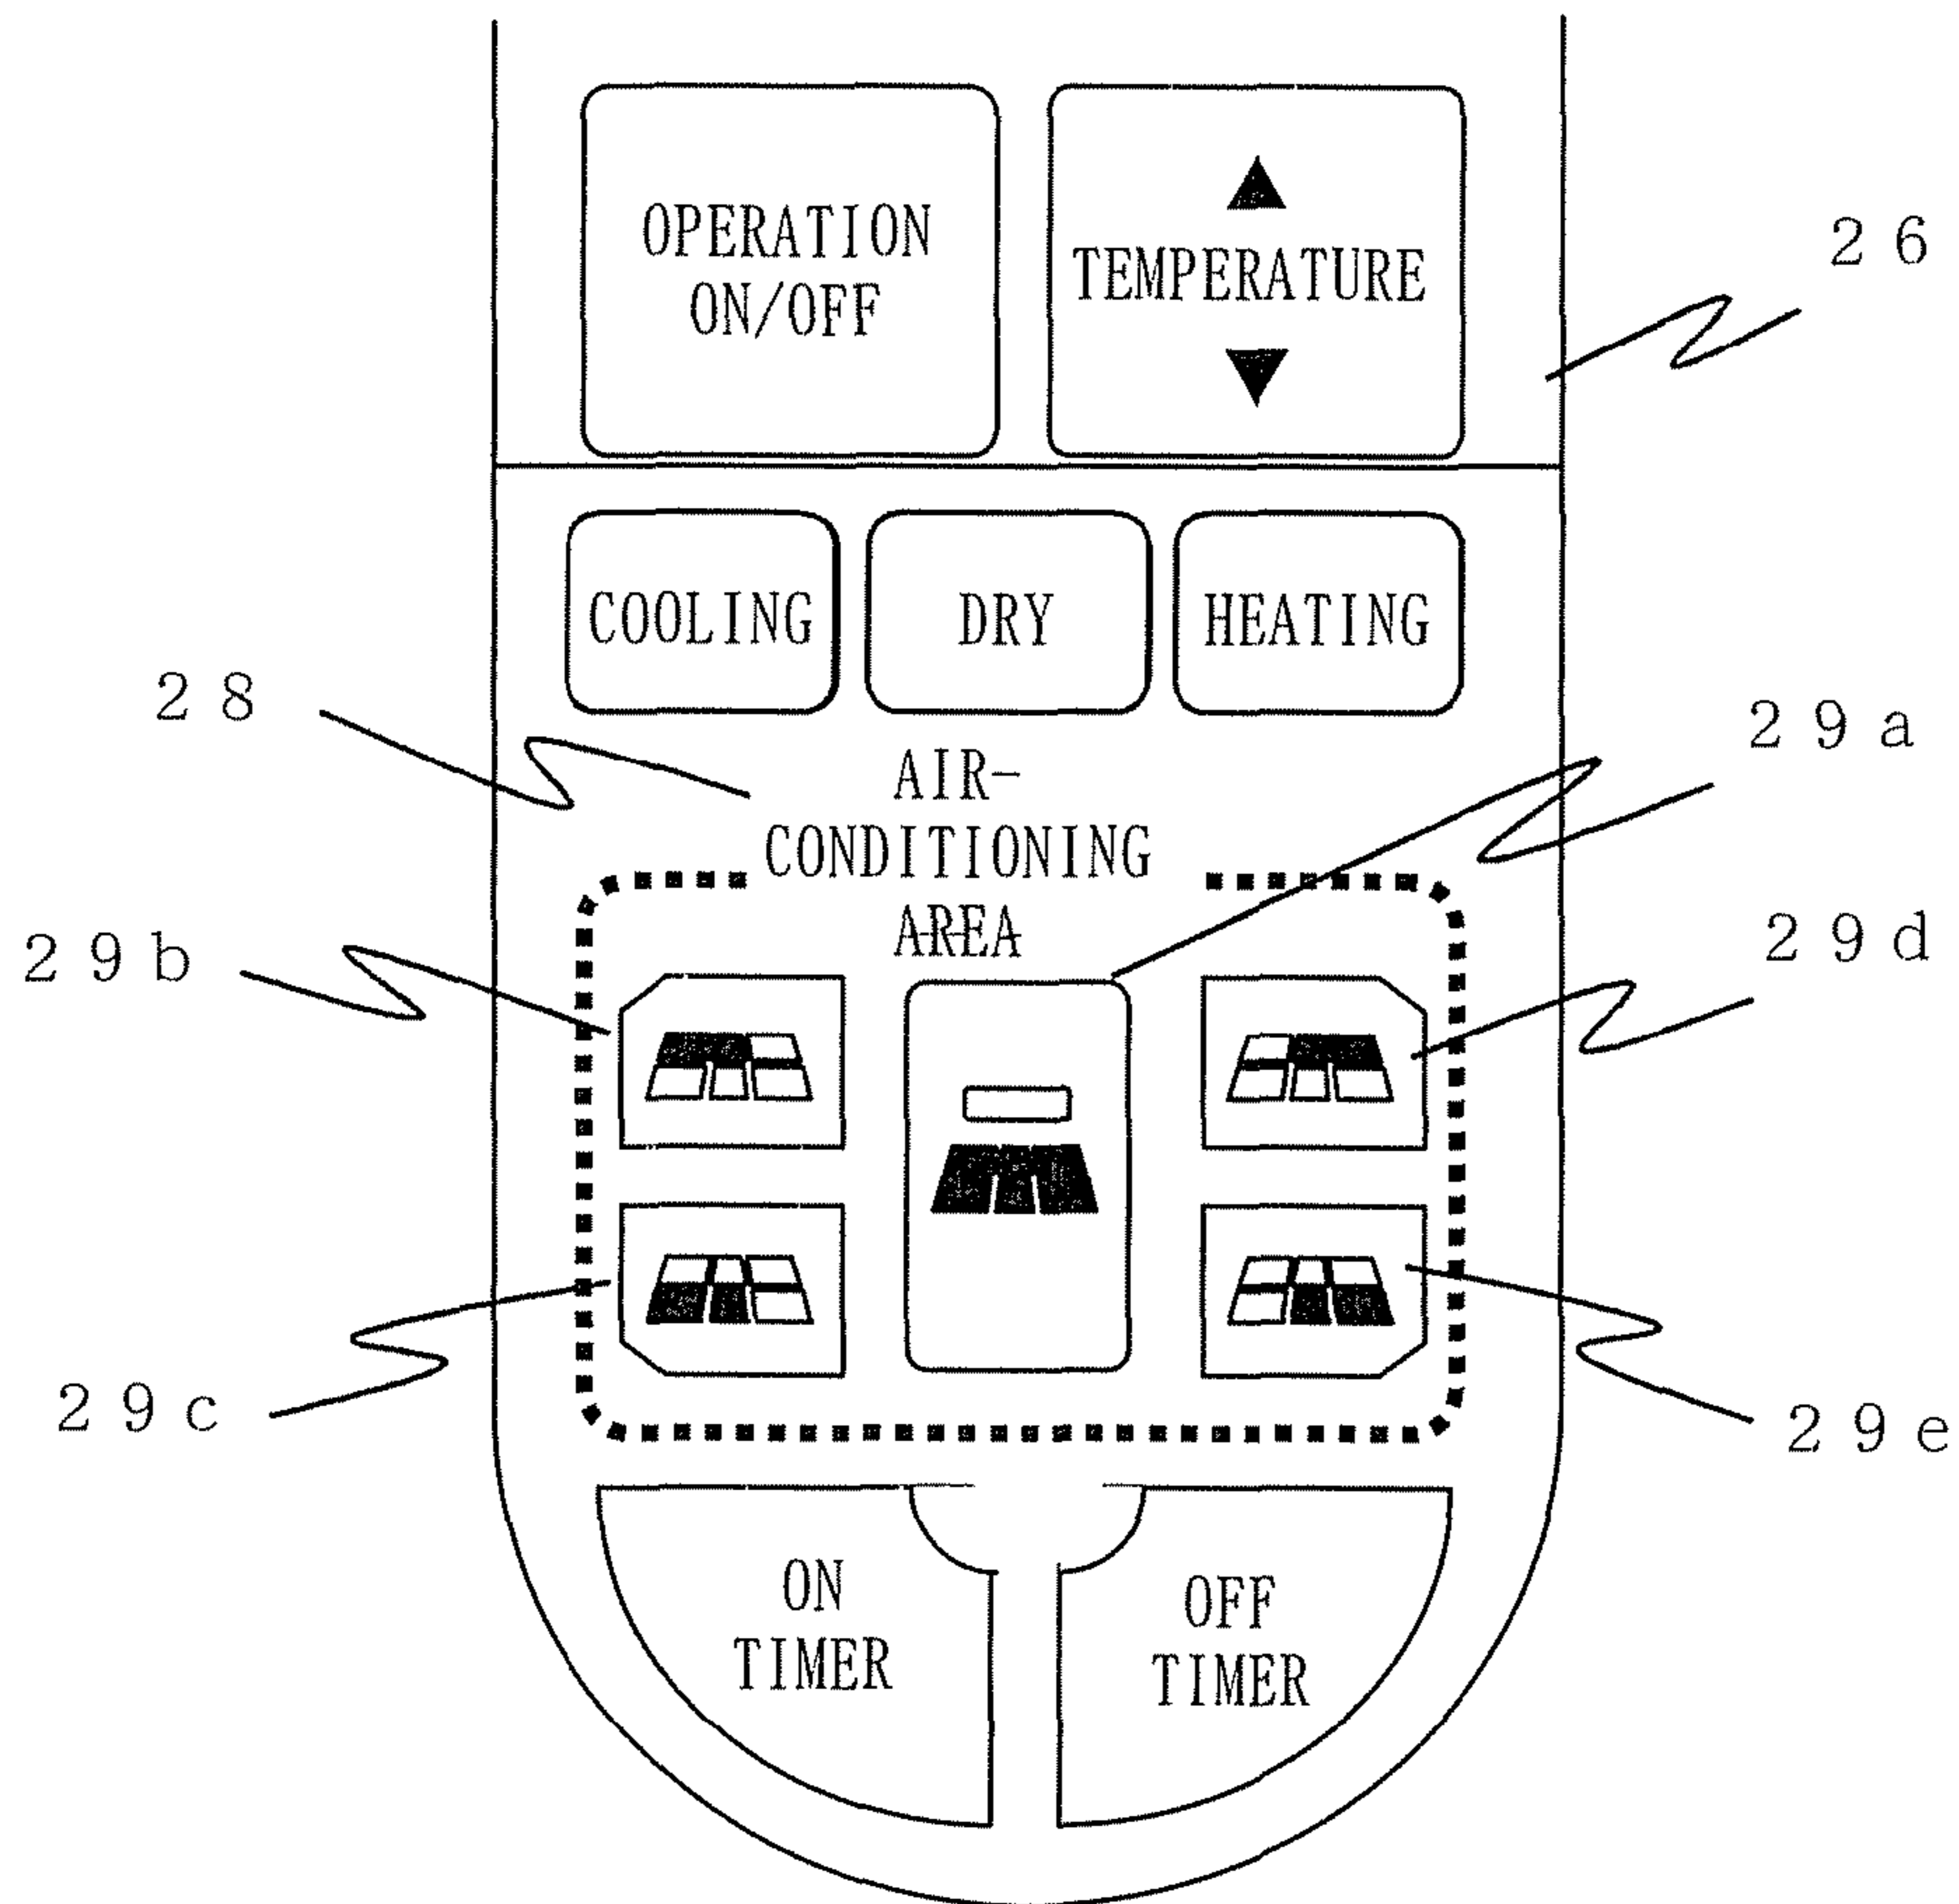 OPERATION
ON/OFF
TEMPERATURE
26
COOLING
DRY
HEATING
28
29a
AIR-
CONDITIONING
AREA
29b
29d
29c
29e
ON
TIMER
OFF
TIMER